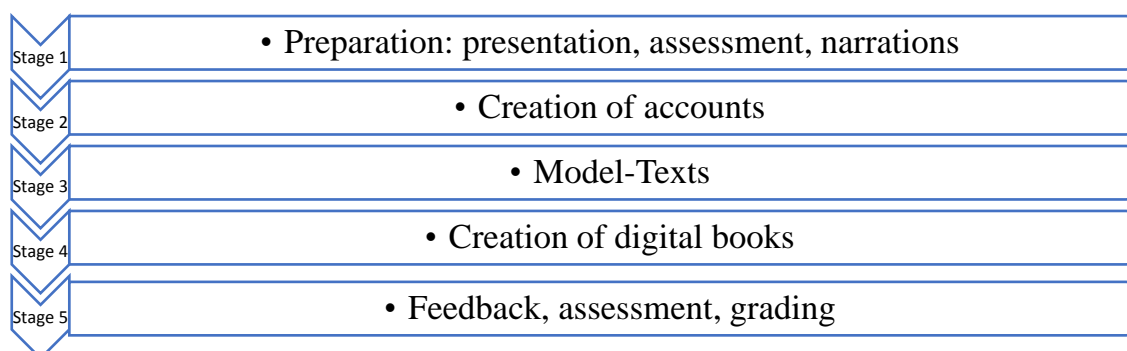 Stage 1
• Preparation: presentation, assessment, narrations
Stage 2
• Creation of accounts
Stage 3
• Model-Texts
Stage 4
• Creation of digital books
Stage 5
• Feedback, assessment, grading